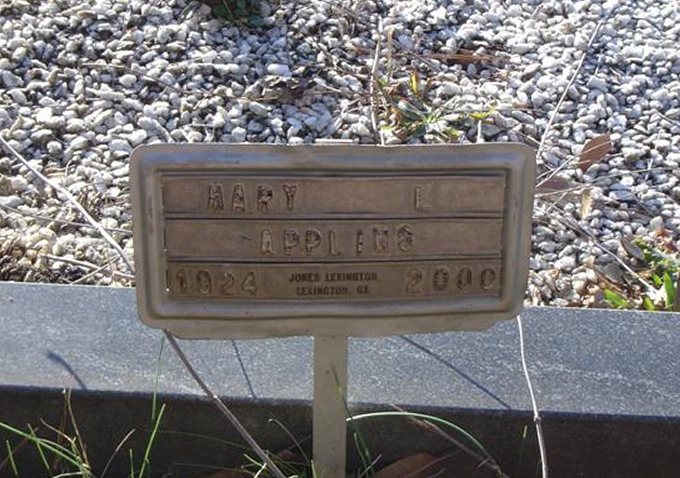 MARY L
APPLING
1924 JONES LEXINGTON 2000
LEXINGTON, GA